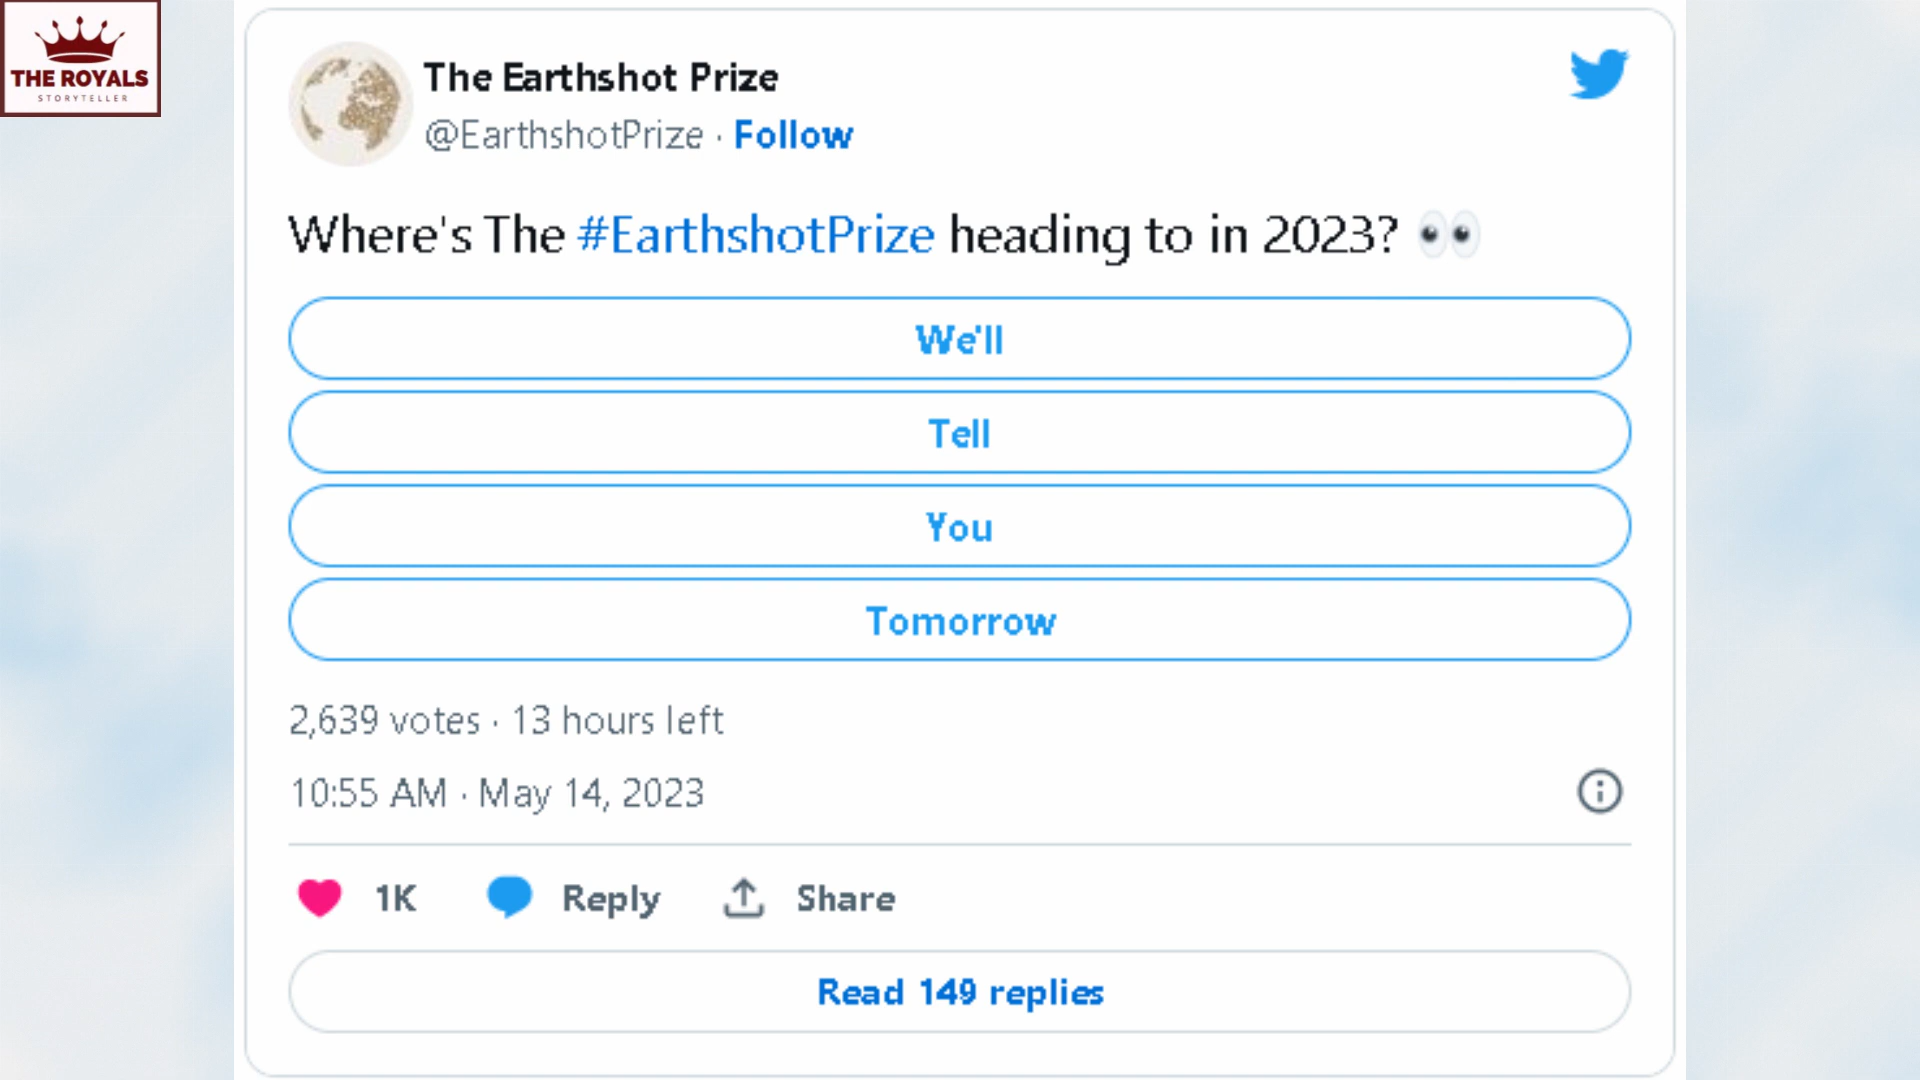 THE ROYALS
STORYTELLER
The Earthshot Prize
@EarthshotPrize · Follow
Where's The #EarthshotPrize heading to in 2023? 👀
We'll
Tell
You
Tomorrow
2,639 votes · 13 hours left
10:55 AM · May 14, 2023
1K Reply Share
Read 149 replies